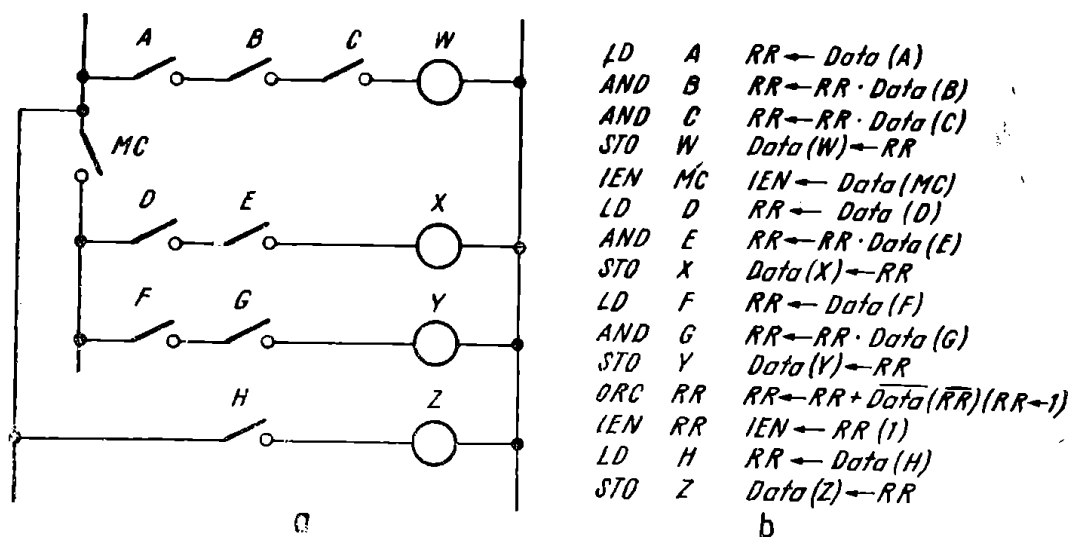 A B C W
MC
D E X
F G Y
H Z
a
LD A RR ← Data (A)
AND B RR ← RR · Data (B)
AND C RR ← RR · Data (C)
STO W Data (W) ← RR
IEN MC IEN ← Data (MC)
LD D RR ← Data (D)
AND E RR ← RR · Data (E)
STO X Data (X) ← RR
LD F RR ← Data (F)
AND G RR ← RR · Data (G)
STO Y Data (Y) ← RR
ORC RR RR ← RR + D̅a̅t̅a̅ (R̅R̅) (RR ← 1)
IEN RR IEN ← RR (1)
LD H RR ← Data (H)
STO Z Data (Z) ← RR
b